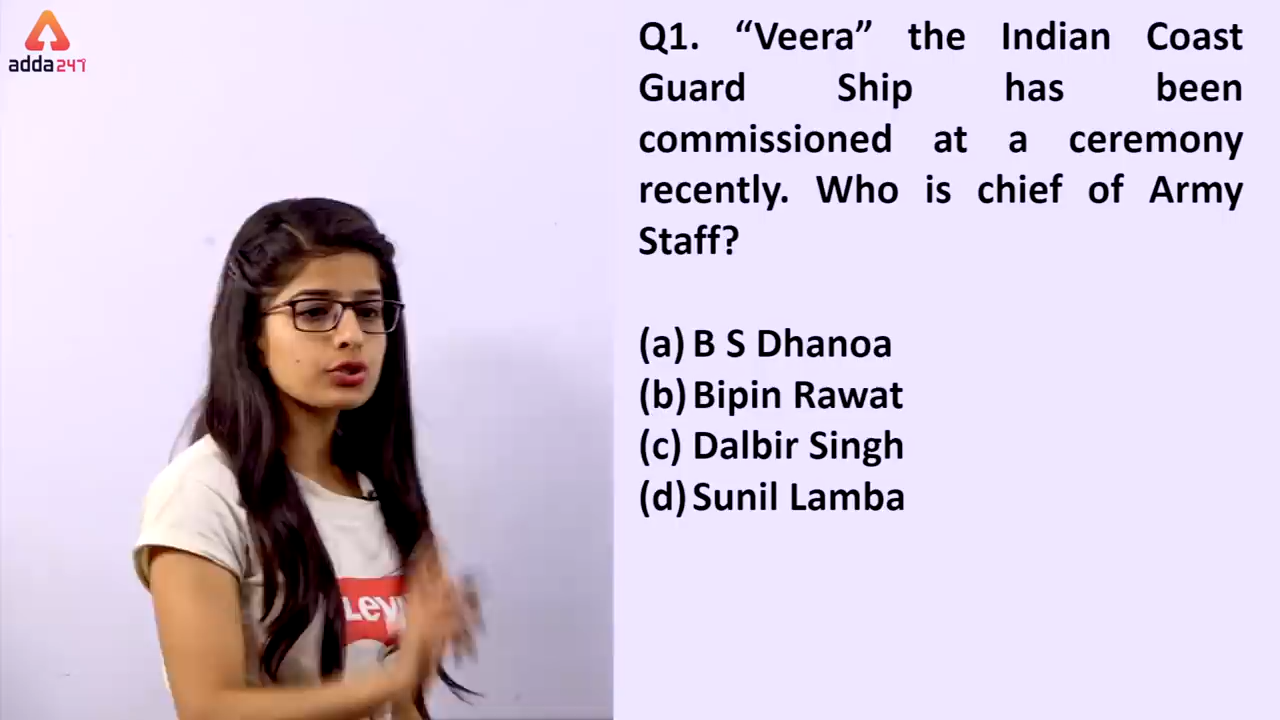 adda247
Q1. “Veera” the Indian Coast
Guard Ship has been
commissioned at a ceremony
recently. Who is chief of Army
Staff?
(a) B S Dhanoa
(b) Bipin Rawat
(c) Dalbir Singh
(d) Sunil Lamba